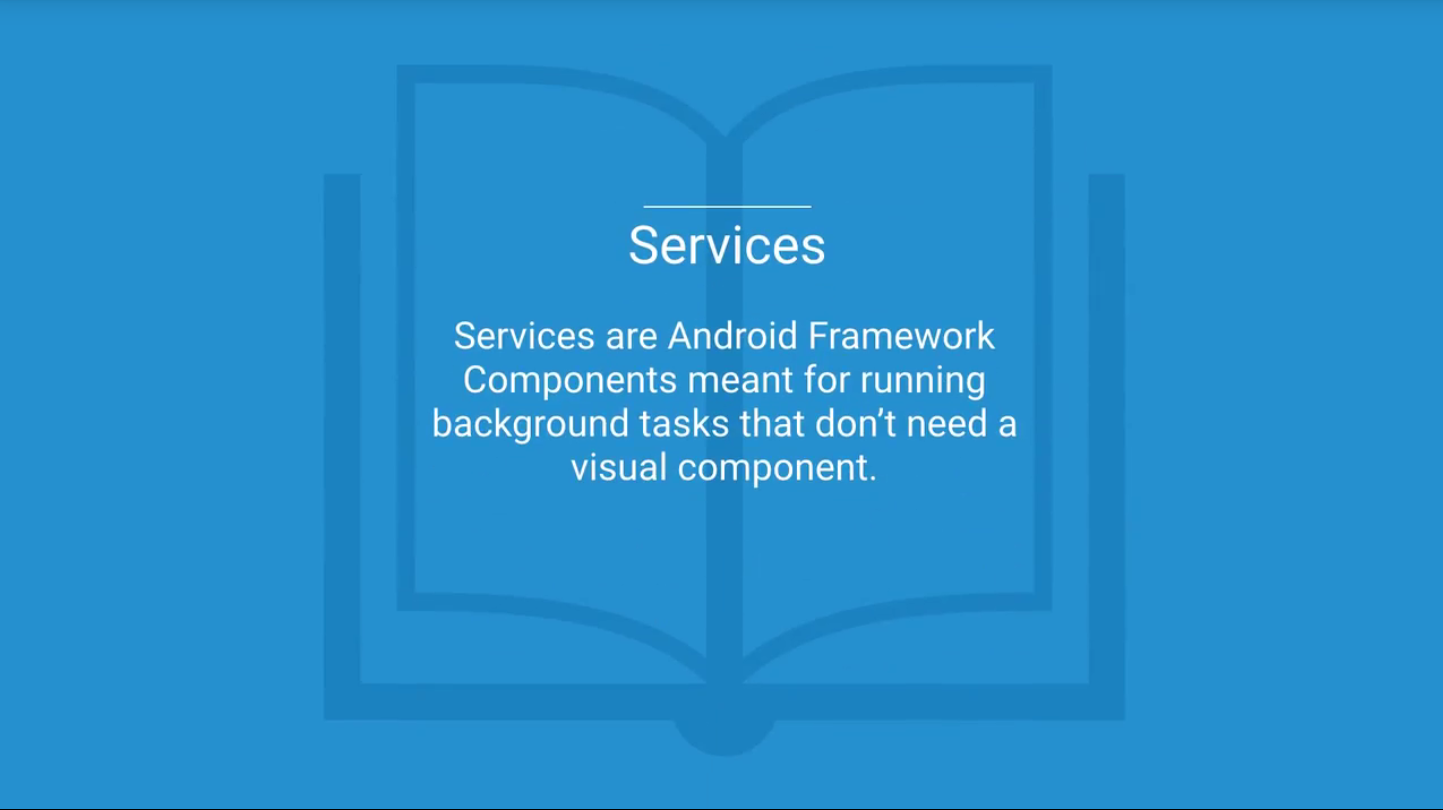 Services
Services are Android Framework
Components meant for running
background tasks that don’t need a
visual component.